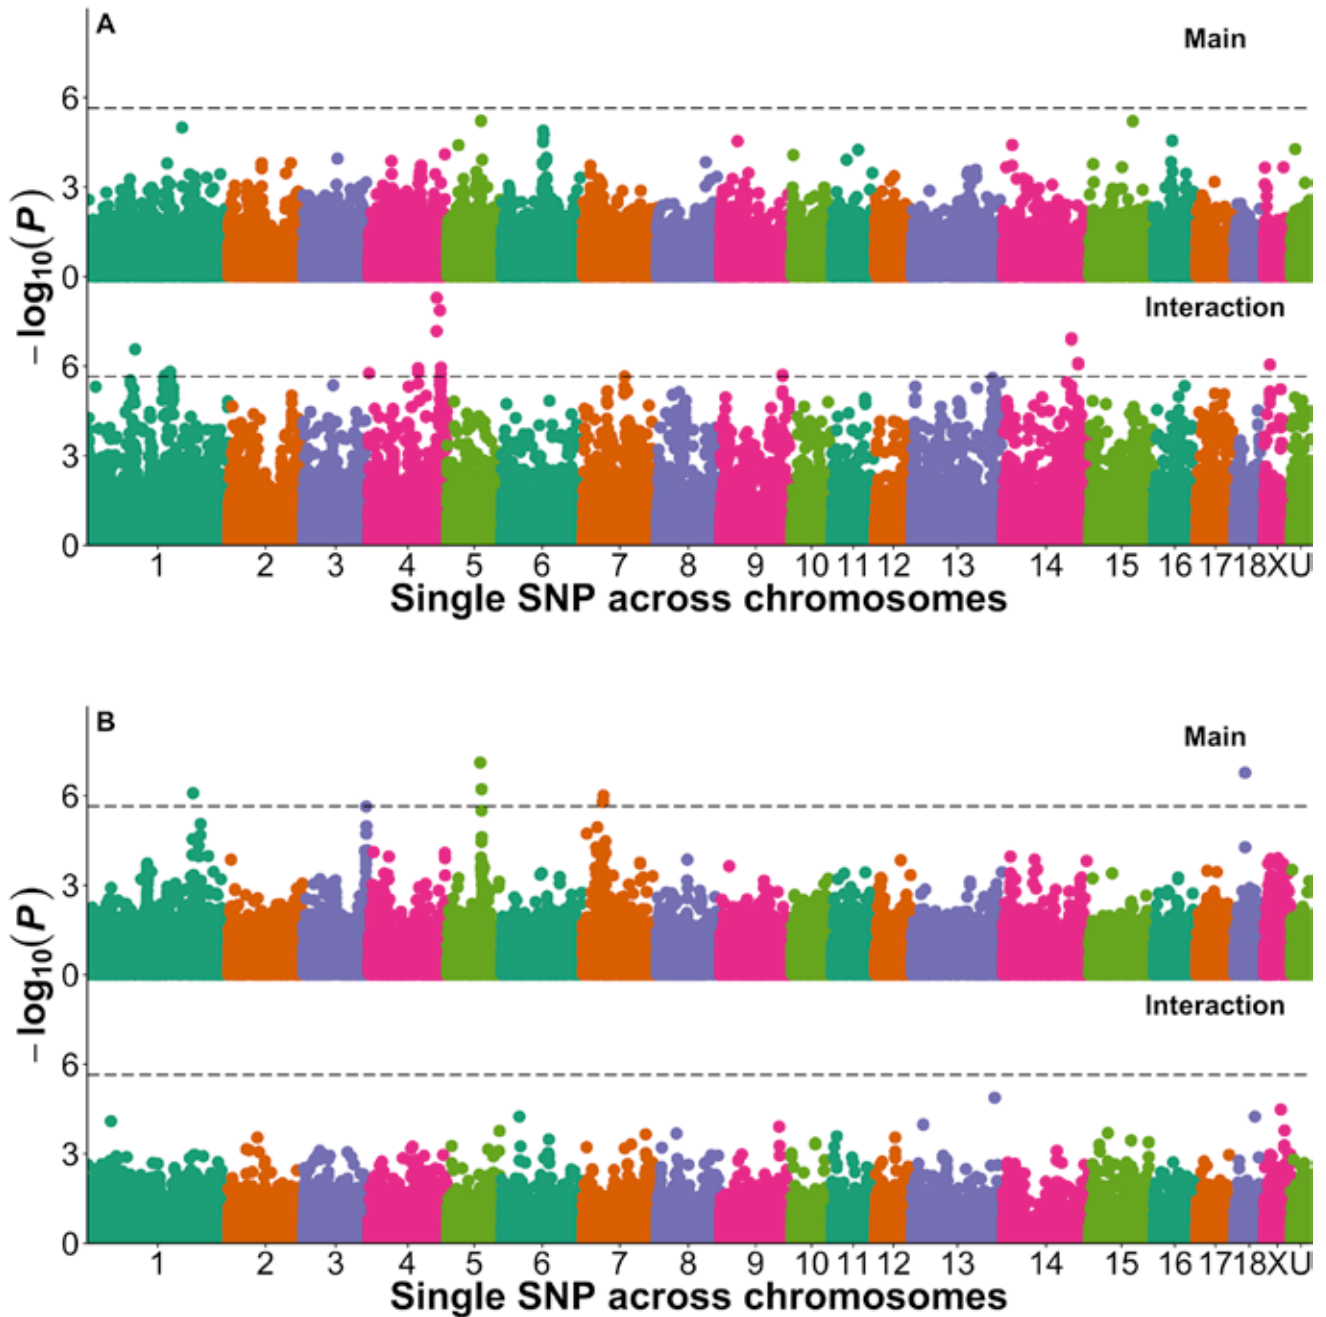 A
Main
6
3
0
Interaction
6
3
0
−log10(P)
1 2 3 4 5 6 7 8 9 10 11 12 13 14 15 16 17 18 X U
Single SNP across chromosomes
B
Main
6
3
0
Interaction
6
3
0
−log10(P)
1 2 3 4 5 6 7 8 9 10 11 12 13 14 15 16 17 18 X U
Single SNP across chromosomes